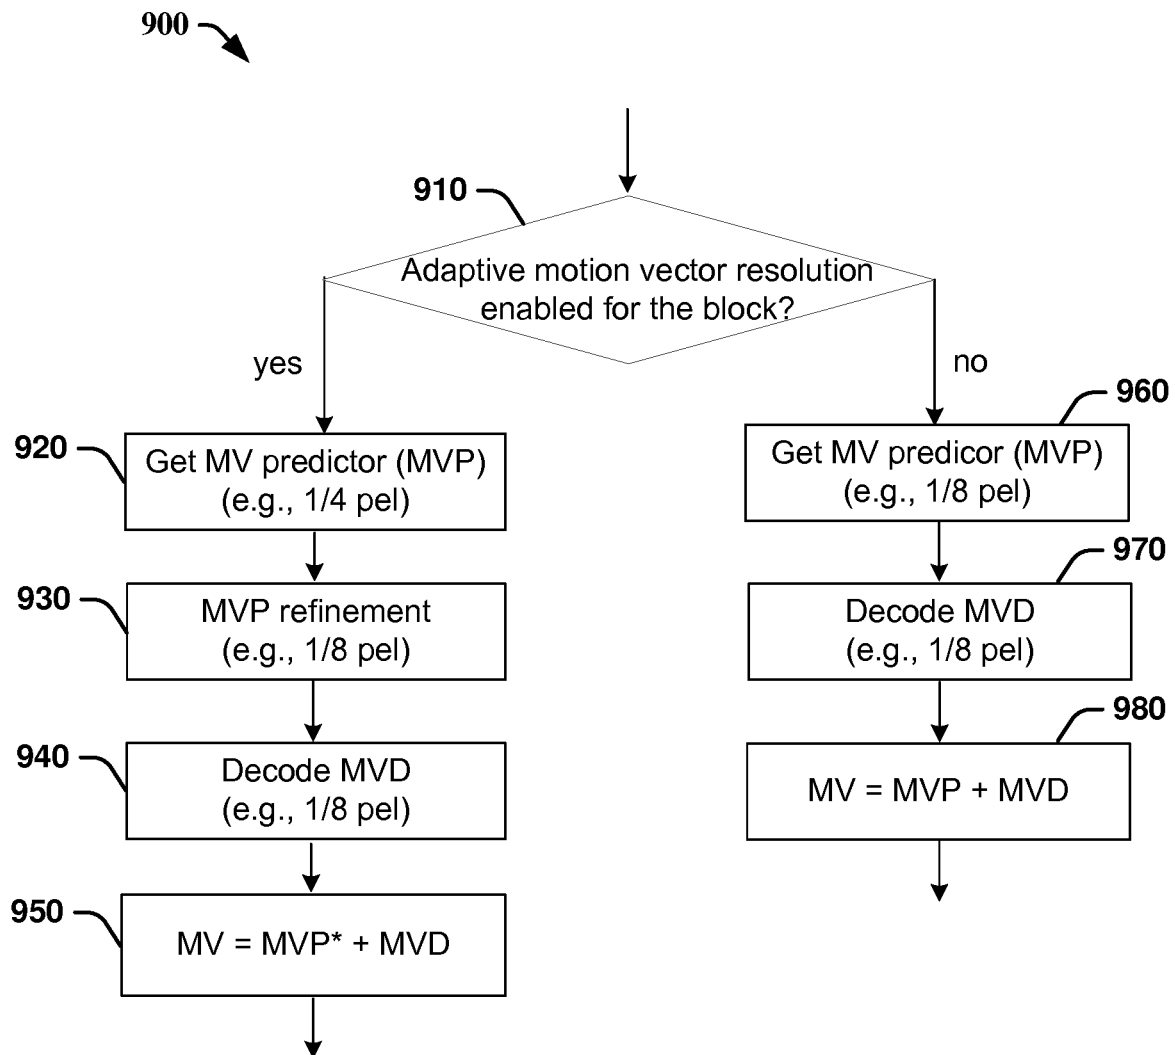 900
910
Adaptive motion vector resolution
enabled for the block?
yes
no
920
Get MV predictor (MVP)
(e.g., 1/4 pel)
960
Get MV predicor (MVP)
(e.g., 1/8 pel)
930
MVP refinement
(e.g., 1/8 pel)
970
Decode MVD
(e.g., 1/8 pel)
940
Decode MVD
(e.g., 1/8 pel)
980
MV = MVP + MVD
950
MV = MVP* + MVD